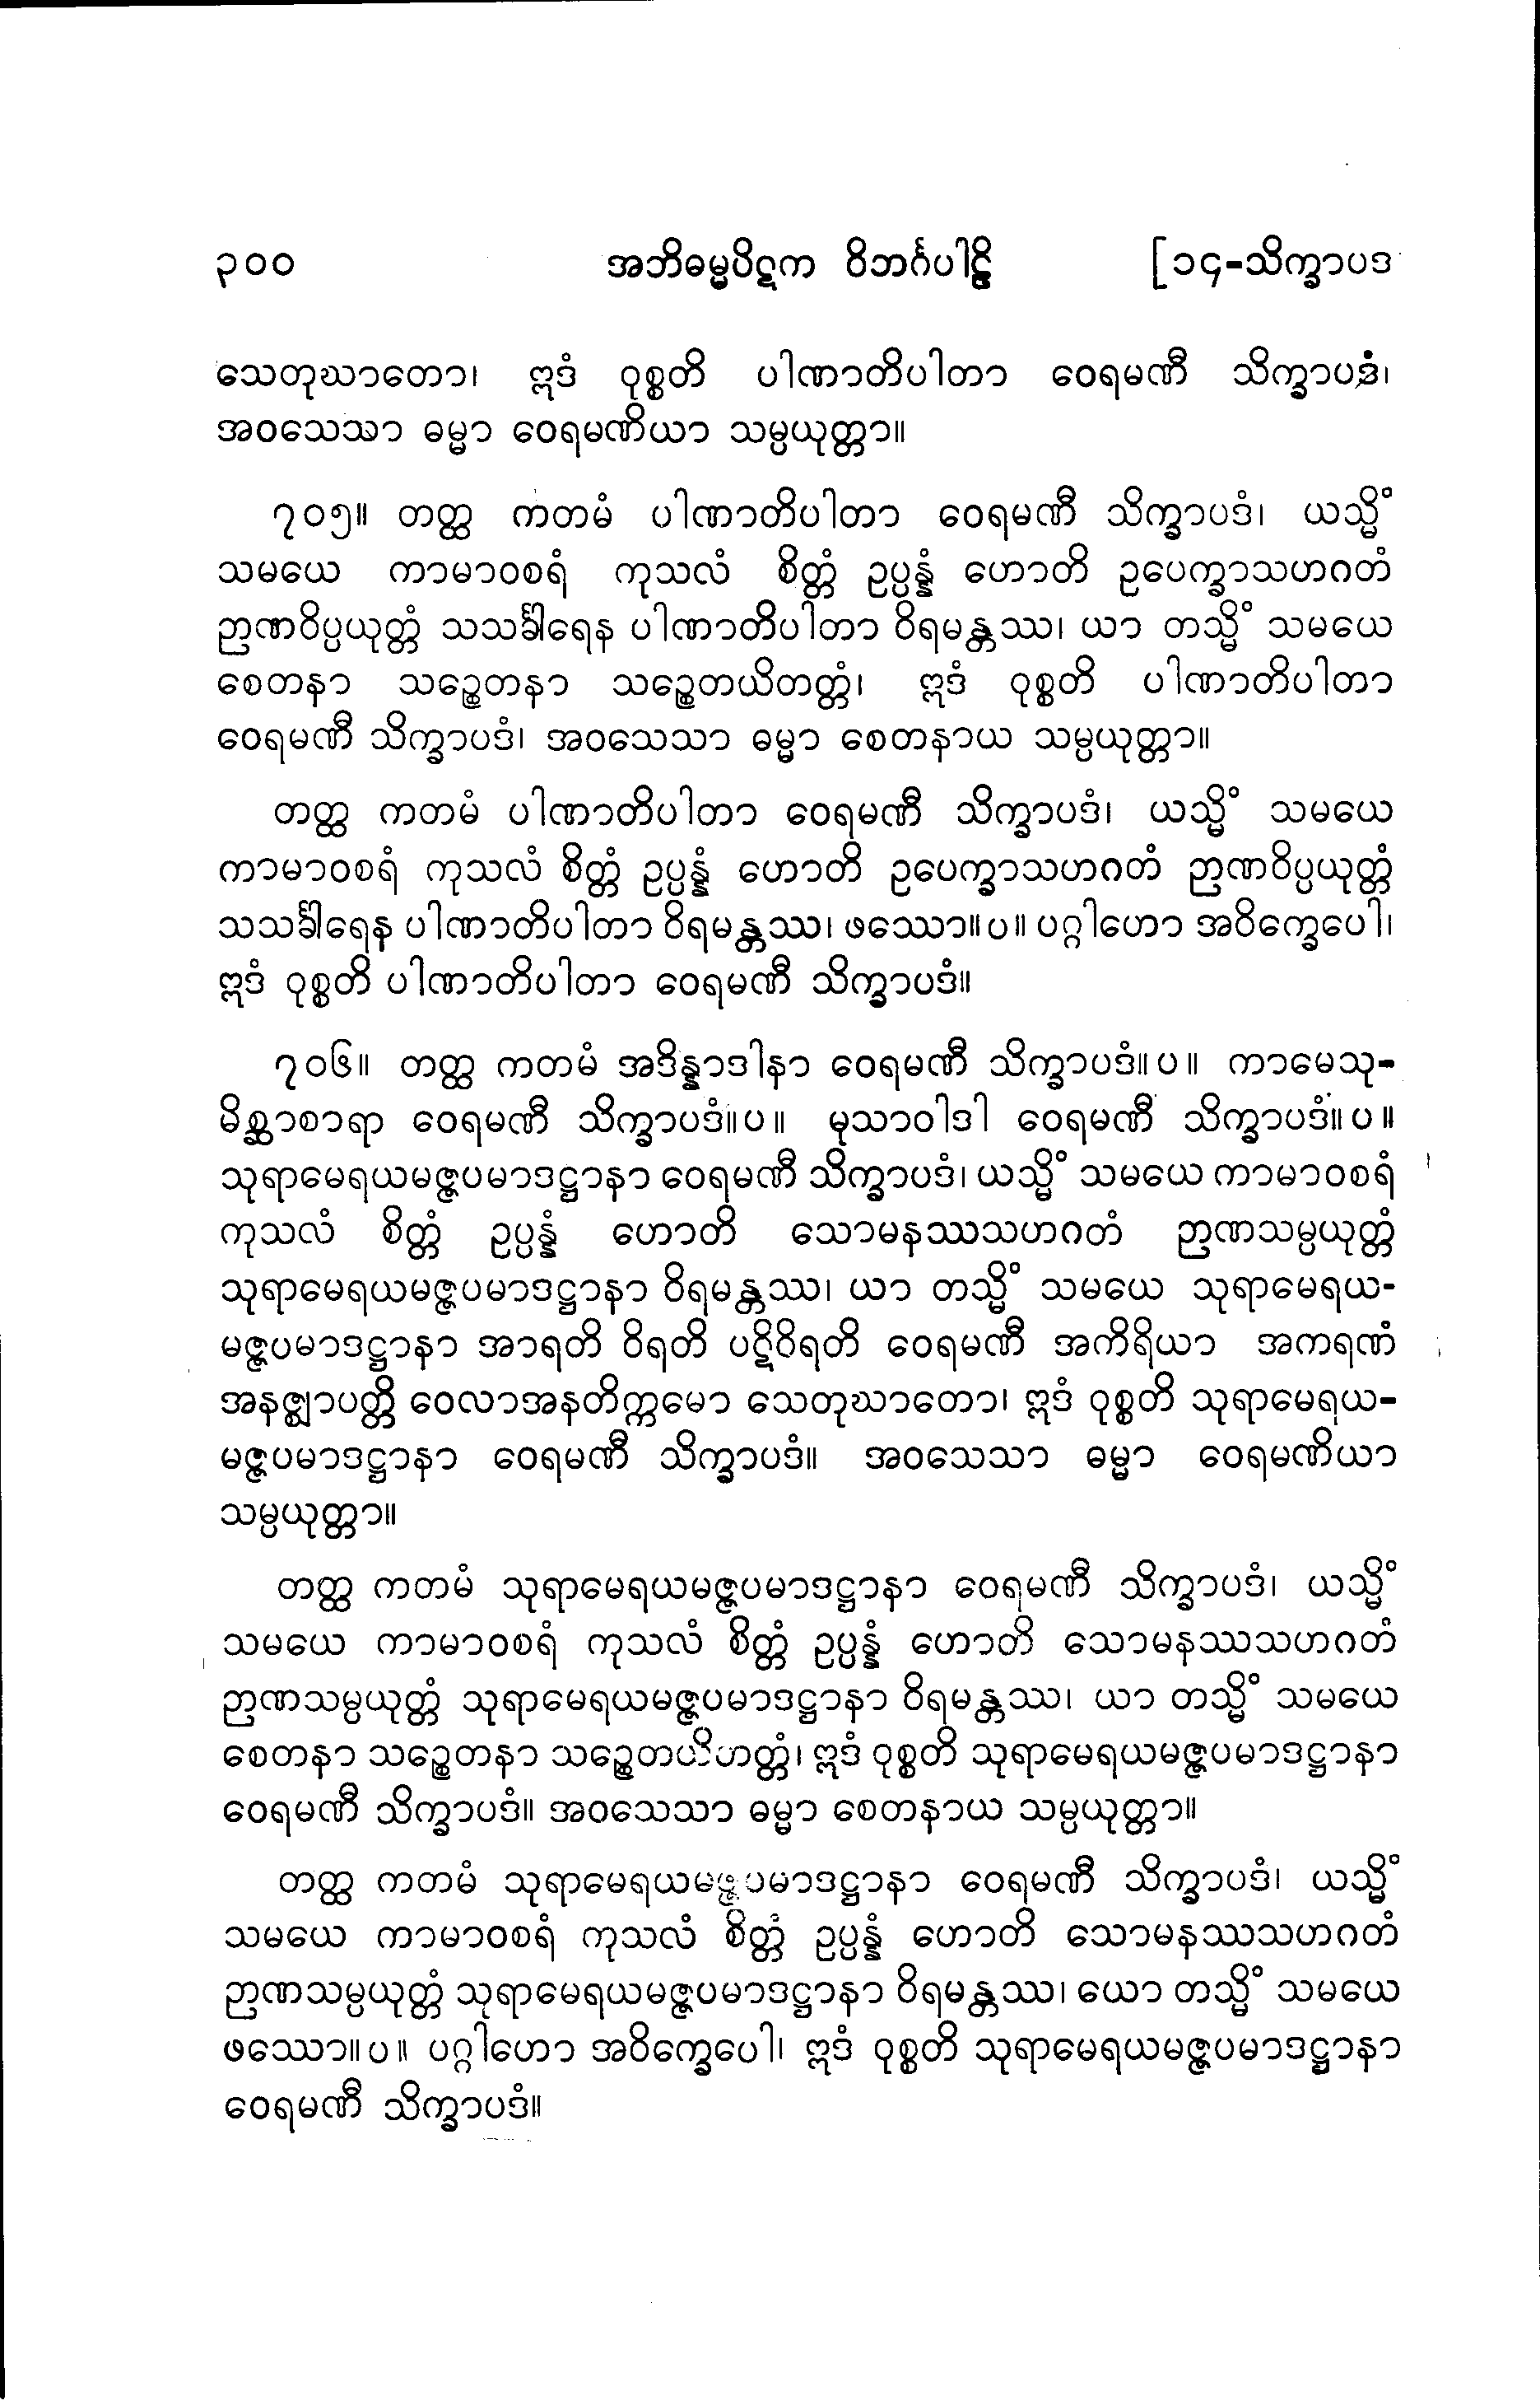 ၃၀၀ အဘိဓမ္မပိဋက ဝိဘင်္ဂပါဠိ [၁၄-သိက္ခာပဒ
သေတုဃာတော၊ ဣဒံ ဝုစ္စတိ ပါဏာတိပါတာ ဝေရမဏီ သိက္ခာပဒံ၊
အဝသေသာ ဓမ္မာ ဝေရမဏိယာ သမ္ပယုတ္တာ။
၇၀၅။ တတ္ထ ကတမံ ပါဏာတိပါတာ ဝေရမဏီ သိက္ခာပဒံ၊ ယသ္မိံ
သမယေ ကာမာဝစရံ ကုသလံ စိတ္တံ ဥပ္ပန္နံ ဟောတိ ဥပေက္ခာသဟဂတံ
ဉာဏဝိပ္ပယုတ္တံ သသင်္ခါရေန ပါဏာတိပါတာ ဝိရမန္တဿ၊ ယာ တသ္မိံ သမယေ
စေတနာ သဉ္စေတနာ သဉ္စေတယိတတ္တံ၊ ဣဒံ ဝုစ္စတိ ပါဏာတိပါတာ
ဝေရမဏီ သိက္ခာပဒံ၊ အဝသေသာ ဓမ္မာ စေတနာယ သမ္ပယုတ္တာ။
တတ္ထ ကတမံ ပါဏာတိပါတာ ဝေရမဏီ သိက္ခာပဒံ၊ ယသ္မိံ သမယေ
ကာမာဝစရံ ကုသလံ စိတ္တံ ဥပ္ပန္နံ ဟောတိ ဥပေက္ခာသဟဂတံ ဉာဏဝိပ္ပယုတ္တံ
သသင်္ခါရေန ပါဏာတိပါတာ ဝိရမန္တဿ၊ ဖဿော။ပ။ ပဂ္ဂါဟော အဝိက္ခေပေါ၊
ဣဒံ ဝုစ္စတိ ပါဏာတိပါတာ ဝေရမဏီ သိက္ခာပဒံ။
၇၀၆။ တတ္ထ ကတမံ အဒိန္နာဒါနာ ဝေရမဏီ သိက္ခာပဒံ။ပ။ ကာမေသု-
မိစ္ဆာစာရာ ဝေရမဏီ သိက္ခာပဒံ။ပ။ မုသာဝါဒါ ဝေရမဏီ သိက္ခာပဒံ။ပ။
သုရာမေရယမဇ္ဇပမာဒဋ္ဌာနာ ဝေရမဏီ သိက္ခာပဒံ၊ ယသ္မိံ သမယေ ကာမာဝစရံ
ကုသလံ စိတ္တံ ဥပ္ပန္နံ ဟောတိ သောမနဿသဟဂတံ ဉာဏသမ္ပယုတ္တံ
သုရာမေရယမဇ္ဇပမာဒဋ္ဌာနာ ဝိရမန္တဿ၊ ယာ တသ္မိံ သမယေ သုရာမေရယ-
မဇ္ဇပမာဒဋ္ဌာနာ အာရတိ ဝိရတိ ပဋိဝိရတိ ဝေရမဏီ အကိရိယာ အကရဏံ
အနဇ္ဈာပတ္တိ ဝေလာအနတိက္ကမော သေတုဃာတော၊ ဣဒံ ဝုစ္စတိ သုရာမေရယ-
မဇ္ဇပမာဒဋ္ဌာနာ ဝေရမဏီ သိက္ခာပဒံ။ အဝသေသာ ဓမ္မာ ဝေရမဏိယာ
သမ္ပယုတ္တာ။
တတ္ထ ကတမံ သုရာမေရယမဇ္ဇပမာဒဋ္ဌာနာ ဝေရမဏီ သိက္ခာပဒံ၊ ယသ္မိံ
သမယေ ကာမာဝစရံ ကုသလံ စိတ္တံ ဥပ္ပန္နံ ဟောတိ သောမနဿသဟဂတံ
ဉာဏသမ္ပယုတ္တံ သုရာမေရယမဇ္ဇပမာဒဋ္ဌာနာ ဝိရမန္တဿ၊ ယာ တသ္မိံ သမယေ
စေတနာ သဉ္စေတနာ သဉ္စေတယိတတ္တံ၊ ဣဒံ ဝုစ္စတိ သုရာမေရယမဇ္ဇပမာဒဋ္ဌာနာ
ဝေရမဏီ သိက္ခာပဒံ။ အဝသေသာ ဓမ္မာ စေတနာယ သမ္ပယုတ္တာ။
တတ္ထ ကတမံ သုရာမေရယမဇ္ဇပမာဒဋ္ဌာနာ ဝေရမဏီ သိက္ခာပဒံ၊ ယသ္မိံ
သမယေ ကာမာဝစရံ ကုသလံ စိတ္တံ ဥပ္ပန္နံ ဟောတိ သောမနဿသဟဂတံ
ဉာဏသမ္ပယုတ္တံ သုရာမေရယမဇ္ဇပမာဒဋ္ဌာနာ ဝိရမန္တဿ၊ ယော တသ္မိံ သမယေ
ဖဿော။ပ။ ပဂ္ဂါဟော အဝိက္ခေပေါ၊ ဣဒံ ဝုစ္စတိ သုရာမေရယမဇ္ဇပမာဒဋ္ဌာနာ
ဝေရမဏီ သိက္ခာပဒံ။